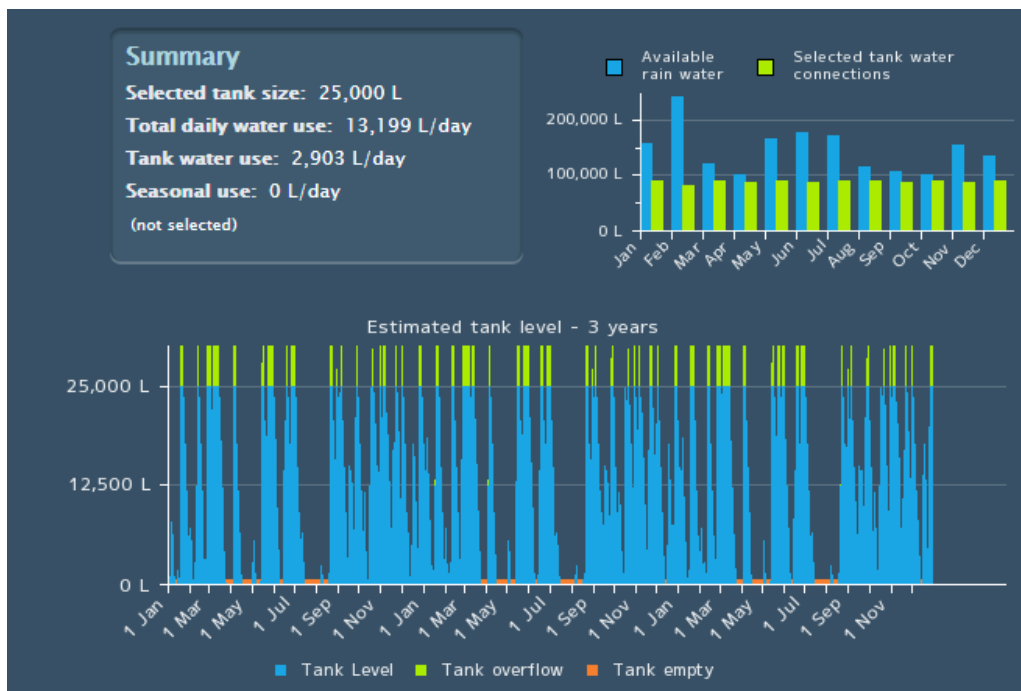 Summary
Selected tank size: 25,000 L
Total daily water use: 13,199 L/day
Tank water use: 2,903 L/day
Seasonal use: 0 L/day
(not selected)
Available
rain water
Selected tank water
connections
200,000 L
100,000 L
0 L
Jan
Feb
Mar
Apr
May
Jun
Jul
Aug
Sep
Oct
Nov
Dec
Estimated tank level - 3 years
25,000 L
12,500 L
0 L
1 Jan
1 Mar
1 May
1 Jul
1 Sep
1 Nov
1 Jan
1 Mar
1 May
1 Jul
1 Sep
1 Nov
1 Jan
1 Mar
1 May
1 Jul
1 Sep
1 Nov
Tank Level
Tank overflow
Tank empty